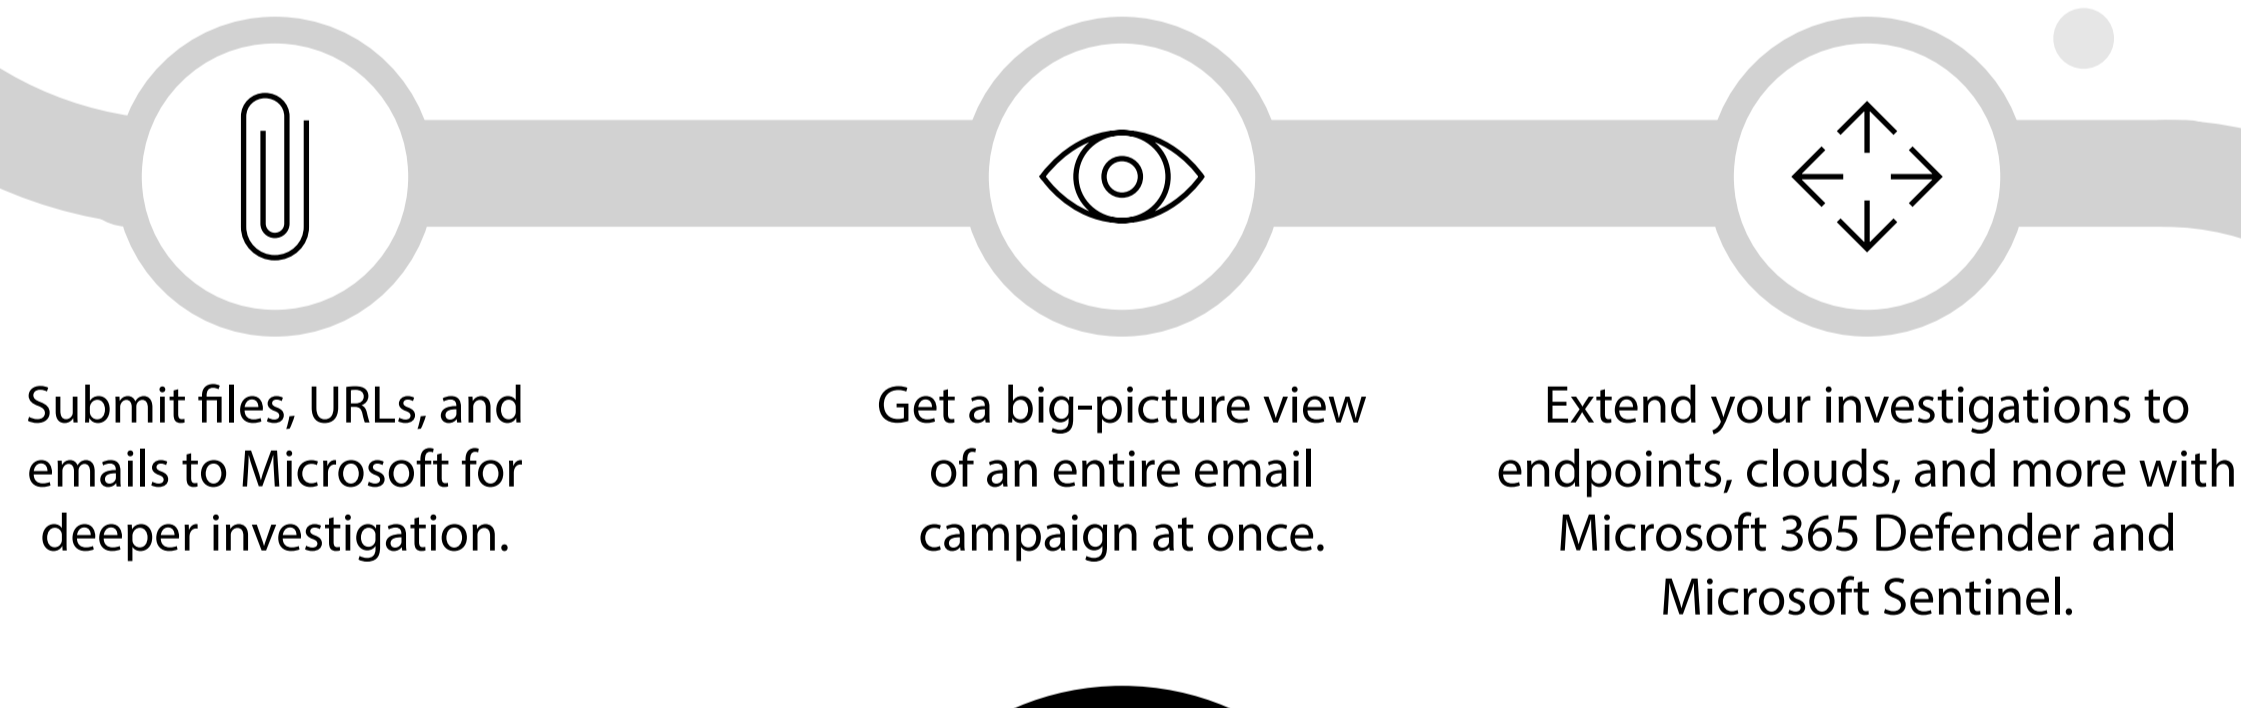 Submit files, URLs, and
emails to Microsoft for
deeper investigation.
Get a big-picture view
of an entire email
campaign at once.
Extend your investigations to
endpoints, clouds, and more with
Microsoft 365 Defender and
Microsoft Sentinel.